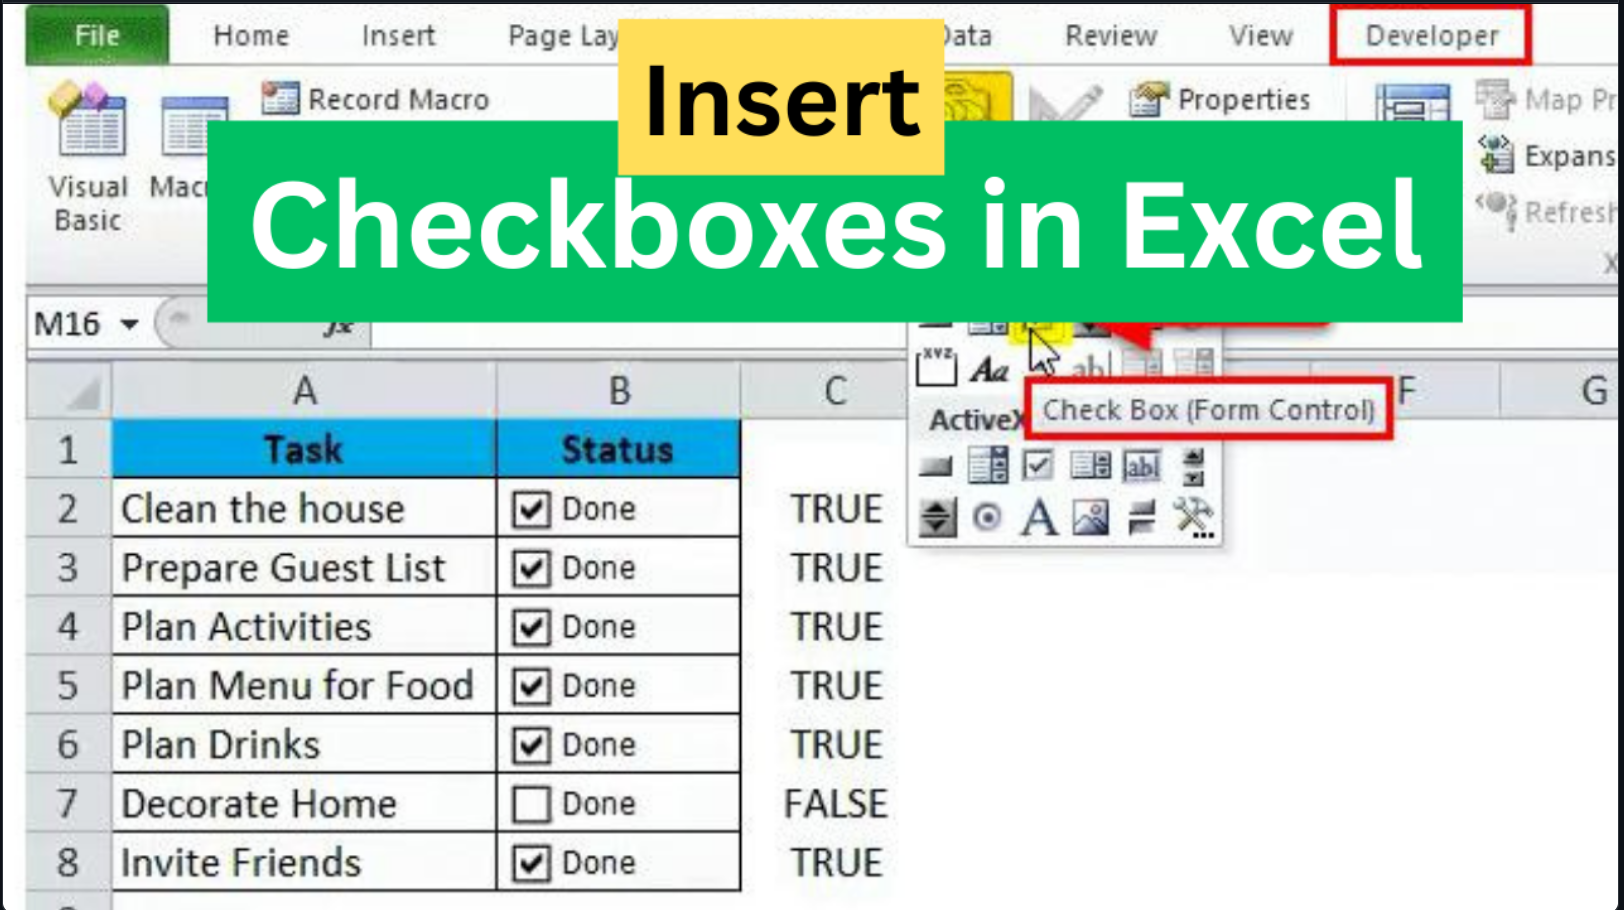 File Home Insert Page Lay Data Review View Developer
Insert
Record Macro Properties Map Pr
Checkboxes in Excel
Expans
Visual Basic Mac Refresh
X
M16 fx
XYZ Aa ab|
A B C F G
Check Box (Form Control)
ActiveX
1 Task Status
2 Clean the house Done TRUE
3 Prepare Guest List Done TRUE
4 Plan Activities Done TRUE
5 Plan Menu for Food Done TRUE
6 Plan Drinks Done TRUE
7 Decorate Home Done FALSE
8 Invite Friends Done TRUE